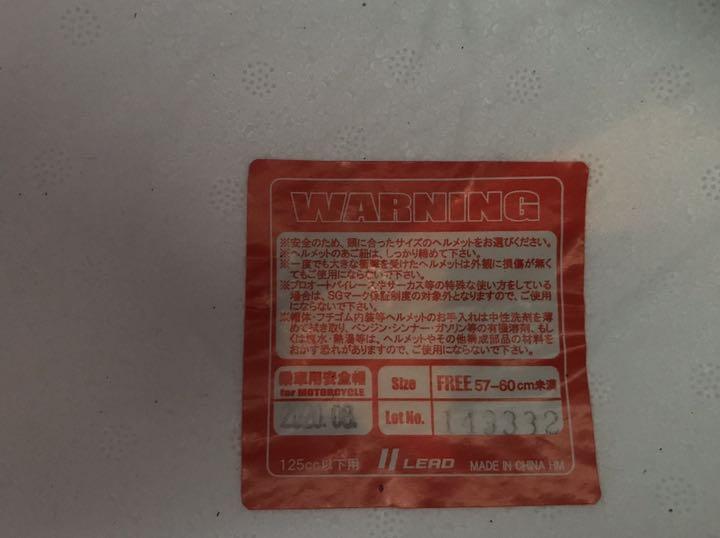 WARNING
※安全のため、頭に合ったサイズのヘルメットをお選びください。
※ヘルメットのあご紐は、しっかり締めて下さい。
※一度でも大きな衝撃を受けたヘルメットは外観に損傷が無く
てもご使用にならないで下さい。
※プロオートバイレースやサーカス等の特殊な使い方をしている
場合は、SGマーク保証制度の対象外となりますので、ご使用
にならないで下さい。
※帽体・フチゴム内装等ヘルメットのお手入れは中性洗剤を薄
めて拭き取り、ベンジン・シンナー・ガソリン等の有機溶剤、もし
くは塩水・熱湯等は、ヘルメットやその他構成部品の材料を
おかす恐れがありますので、ご使用にならないで下さい。
乗車用安全帽 Size FREE 57-60cm未満
for MOTORCYCLE
2020.08. Lot No. 143332
125cc以下用 LEAD MADE IN CHINA HM